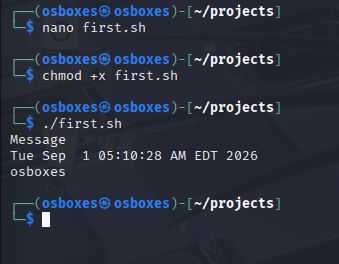 ┌──(osboxes㉿osboxes)-[~/projects]
└─$ nano first.sh
┌──(osboxes㉿osboxes)-[~/projects]
└─$ chmod +x first.sh
┌──(osboxes㉿osboxes)-[~/projects]
└─$ ./first.sh
Message
Tue Sep  1 05:10:28 AM EDT 2026
osboxes
Trash
┌──(osboxes㉿osboxes)-[~/projects]
└─$